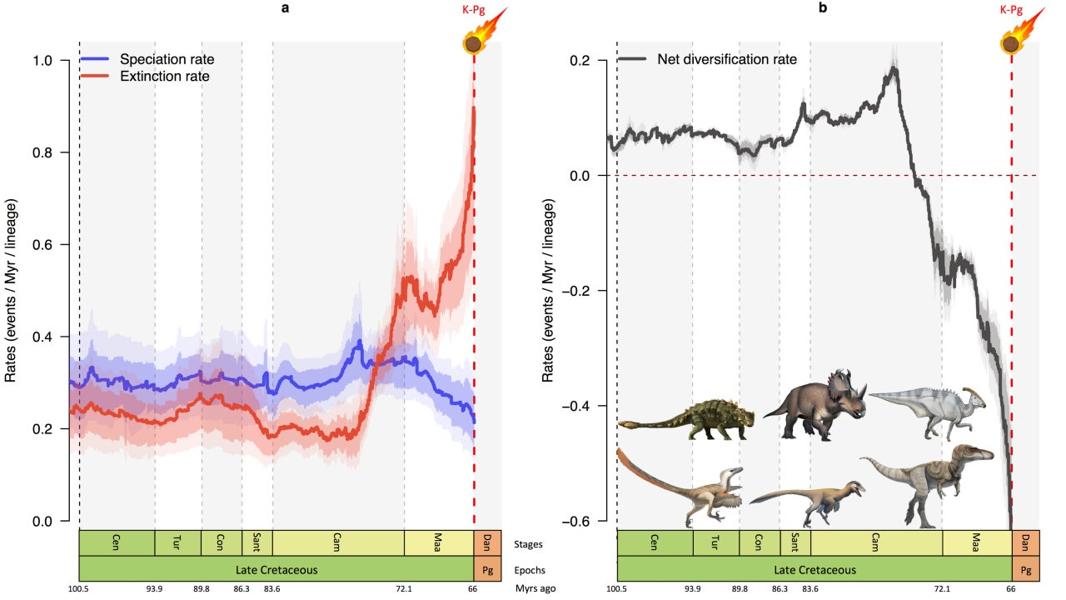 a
K-Pg
1.0
0.8
0.6
0.4
0.2
0.0
Rates (events / Myr / lineage)
Speciation rate
Extinction rate
Cen
Tur
Con
Sant
Cam
Maa
Dan
Stages
Late Cretaceous
Pg
Epochs
100.5 93.9 89.8 86.3 83.6 72.1 66 Myrs ago
b
K-Pg
0.2
0.0
−0.2
−0.4
−0.6
Rates (events / Myr / lineage)
Net diversification rate
Cen
Tur
Con
Sant
Cam
Maa
Dan
Late Cretaceous
Pg
100.5 93.9 89.8 86.3 83.6 72.1 66